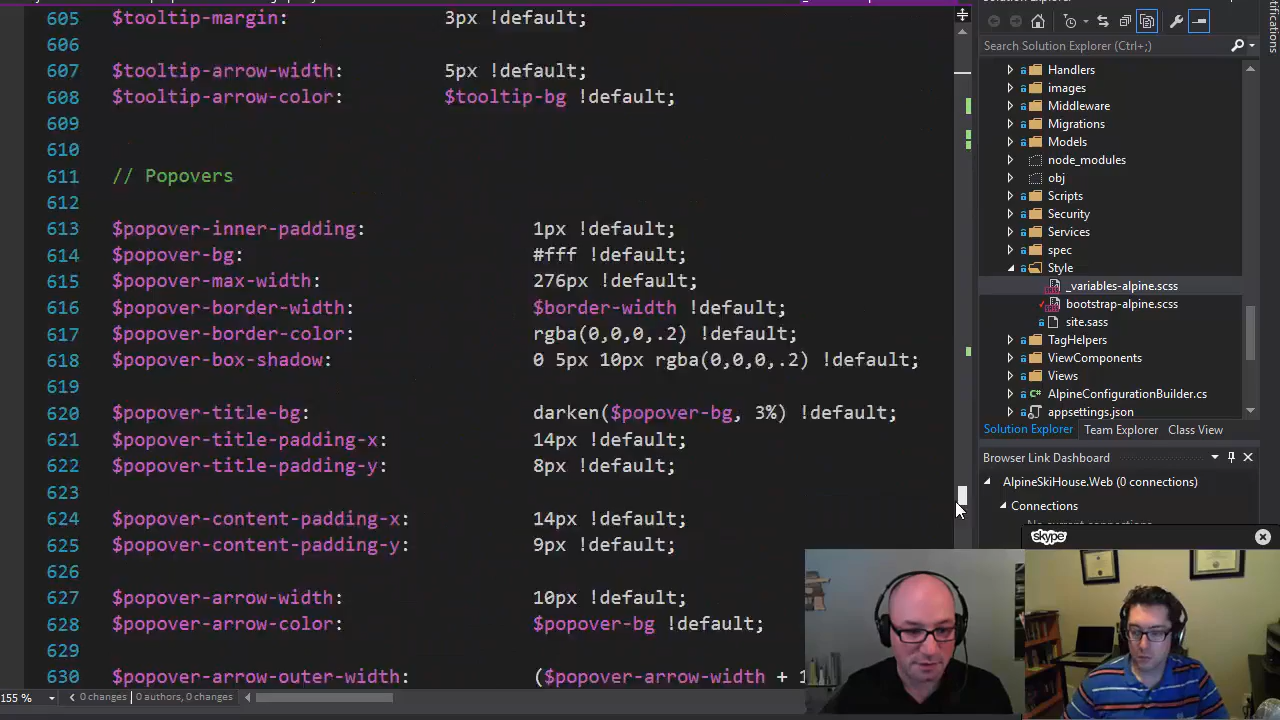 605 $tooltip-margin: 3px !default;
606
607 $tooltip-arrow-width: 5px !default;
608 $tooltip-arrow-color: $tooltip-bg !default;
609
610
611 // Popovers
612
613 $popover-inner-padding: 1px !default;
614 $popover-bg: #fff !default;
615 $popover-max-width: 276px !default;
616 $popover-border-width: $border-width !default;
617 $popover-border-color: rgba(0,0,0,.2) !default;
618 $popover-box-shadow: 0 5px 10px rgba(0,0,0,.2) !default;
619
620 $popover-title-bg: darken($popover-bg, 3%) !default;
621 $popover-title-padding-x: 14px !default;
622 $popover-title-padding-y: 8px !default;
623
624 $popover-content-padding-x: 14px !default;
625 $popover-content-padding-y: 9px !default;
626
627 $popover-arrow-width: 10px !default;
628 $popover-arrow-color: $popover-bg !default;
629
630 $popover-arrow-outer-width: ($popover-arrow-width +
155 %
0 changes | 0 authors, 0 changes
Search Solution Explorer (Ctrl+;)
Handlers
images
Middleware
Migrations
Models
node_modules
obj
Scripts
Security
Services
spec
Style
_variables-alpine.scss
bootstrap-alpine.scss
site.sass
TagHelpers
ViewComponents
Views
AlpineConfigurationBuilder.cs
appsettings.json
Solution Explorer Team Explorer Class View
Browser Link Dashboard
AlpineSkiHouse.Web (0 connections)
Connections
skype